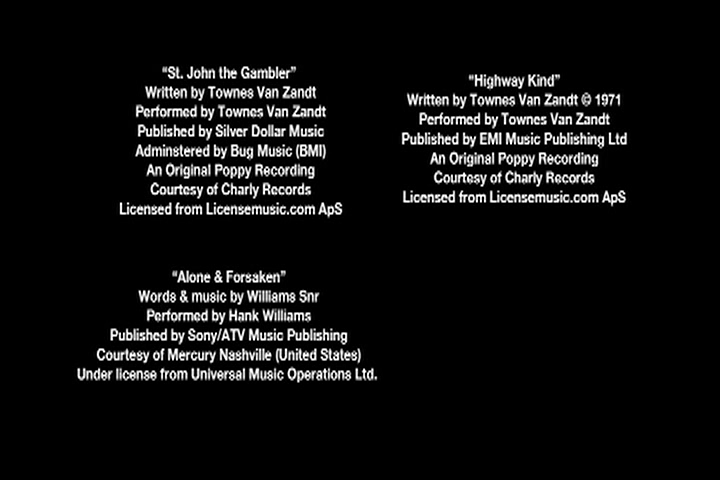 “St. John the Gambler”
Written by Townes Van Zandt
Performed by Townes Van Zandt
Published by Silver Dollar Music
Adminstered by Bug Music (BMI)
An Original Poppy Recording
Courtesy of Charly Records
Licensed from Licensemusic.com ApS
“Highway Kind”
Written by Townes Van Zandt © 1971
Performed by Townes Van Zandt
Published by EMI Music Publishing Ltd
An Original Poppy Recording
Courtesy of Charly Records
Licensed from Licensemusic.com ApS
“Alone & Forsaken”
Words & music by Williams Snr
Performed by Hank Williams
Published by Sony/ATV Music Publishing
Courtesy of Mercury Nashville (United States)
Under license from Universal Music Operations Ltd.